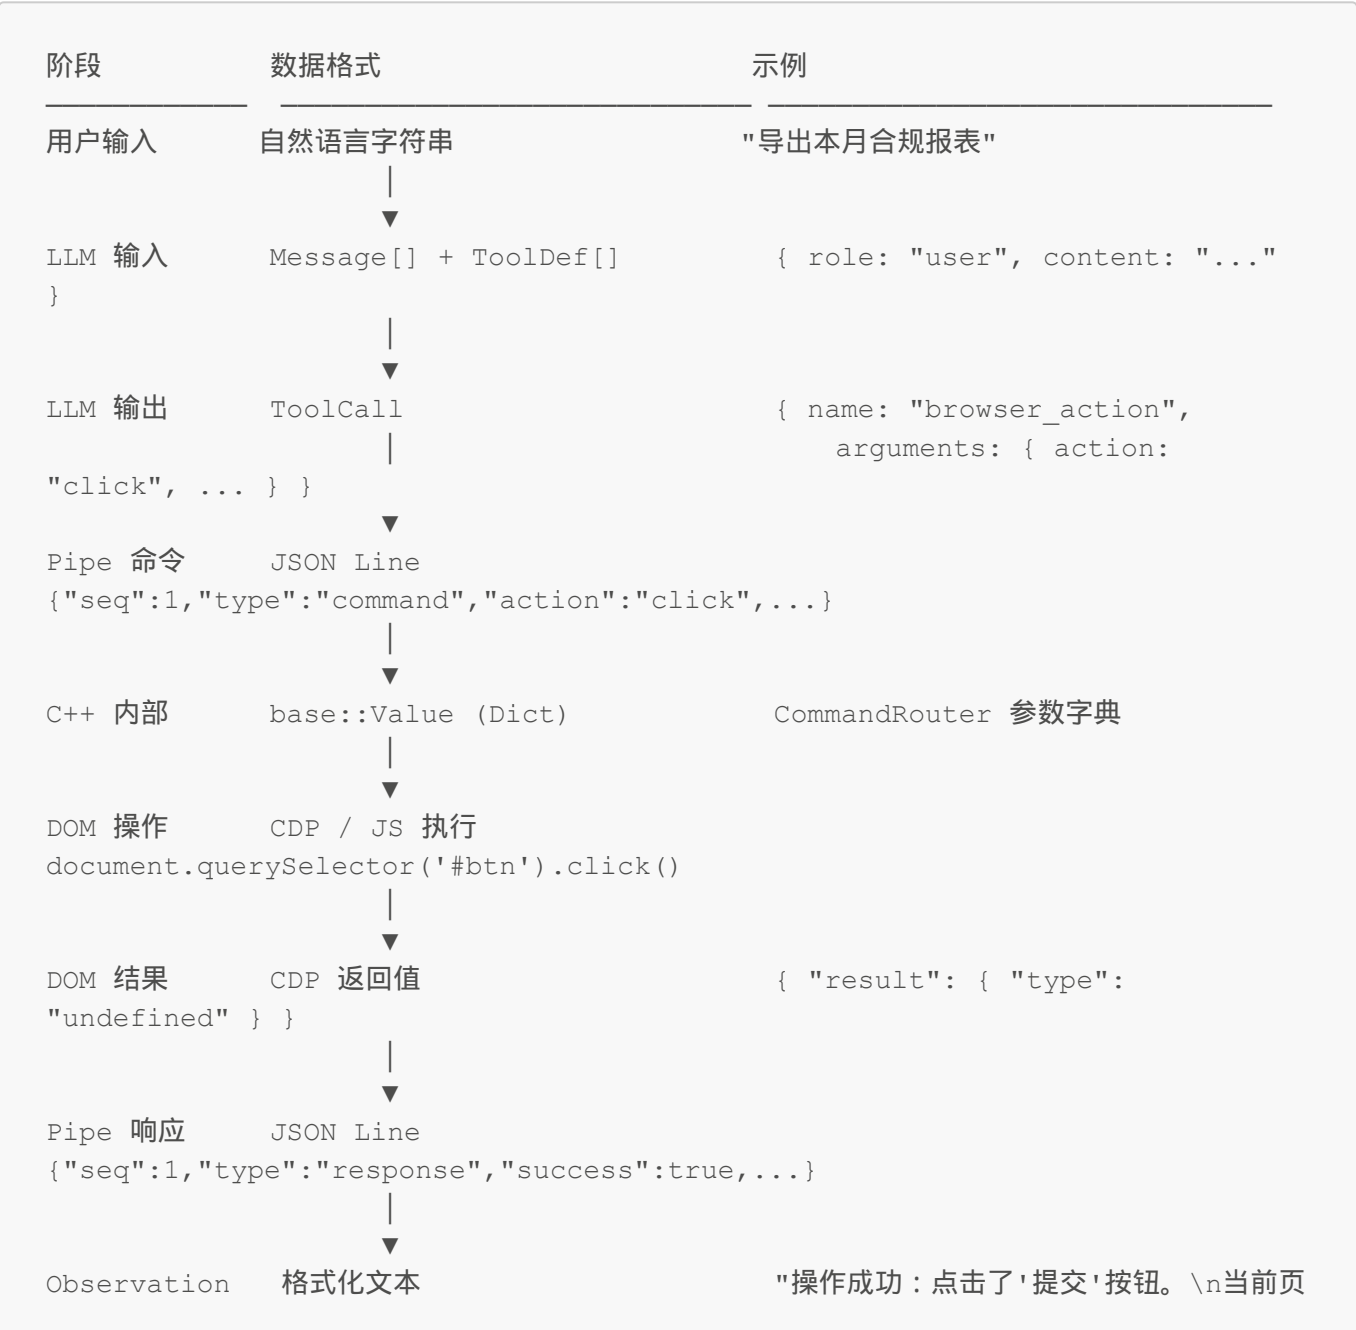 阶段 数据格式 示例
———————————— ———————————————————————————— ——————————————————————————————
用户输入 自然语言字符串 "导出本月合规报表"
│
▼
LLM 输入 Message[] + ToolDef[] { role: "user", content: "..."
}
│
▼
LLM 输出 ToolCall { name: "browser_action",
│ arguments: { action:
"click", ... } }
▼
Pipe 命令 JSON Line
{"seq":1,"type":"command","action":"click",...}
│
▼
C++ 内部 base::Value (Dict) CommandRouter 参数字典
│
▼
DOM 操作 CDP / JS 执行
document.querySelector('#btn').click()
│
▼
DOM 结果 CDP 返回值 { "result": { "type":
"undefined" } }
│
▼
Pipe 响应 JSON Line
{"seq":1,"type":"response","success":true,...}
│
▼
Observation 格式化文本 "操作成功：点击了'提交'按钮。\n当前页